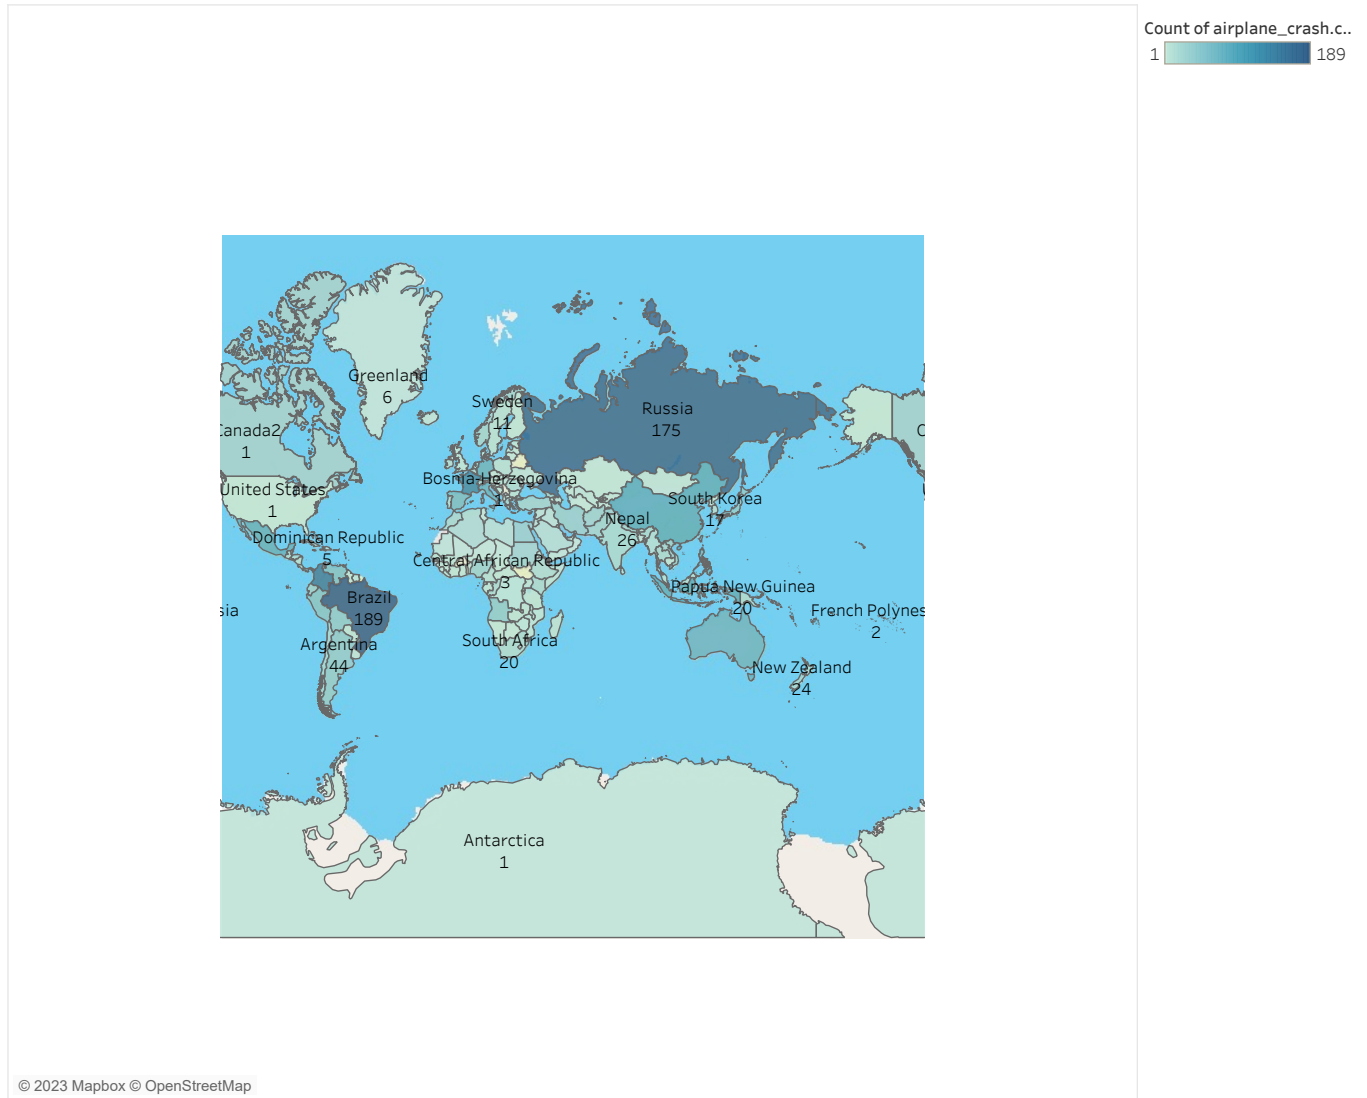 Count of airplane_crash.c..
1 189
Greenland
6
Sweden
11
Russia
175
Canada2
1
C
Bosnia-Herzegovina
1
United States
1
South Korea
17
Nepal
26
Dominican Republic
5
Central African Republic
3
Papua New Guinea
20
Brazil
189
sia
French Polynes
2
Argentina
44
South Africa
20
New Zealand
24
Antarctica
1
© 2023 Mapbox © OpenStreetMap